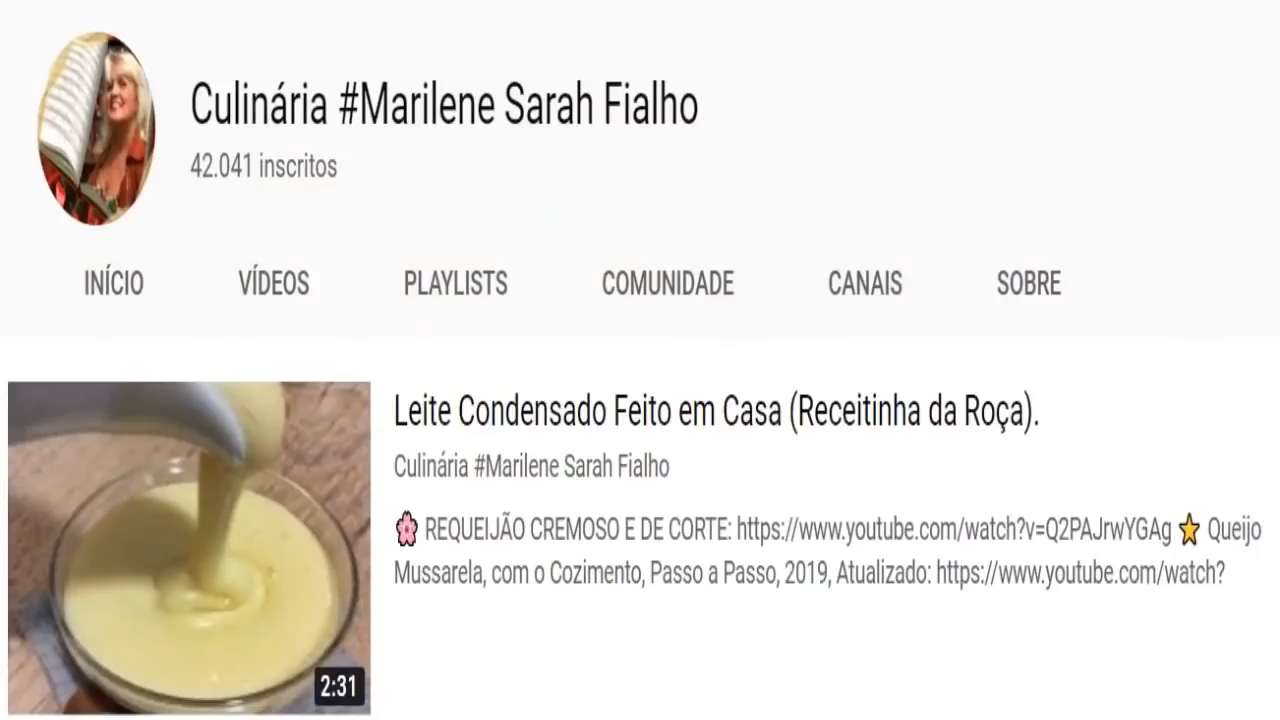 Culinária #Marilene Sarah Fialho
42.041 inscritos
INÍCIO VÍDEOS PLAYLISTS COMUNIDADE CANAIS SOBRE
Leite Condensado Feito em Casa (Receitinha da Roça).
Culinária #Marilene Sarah Fialho
🌸 REQUEIJÃO CREMOSO E DE CORTE: https://www.youtube.com/watch?v=Q2PAJrwYGAg ⭐ Queijo
Mussarela, com o Cozimento, Passo a Passo, 2019, Atualizado: https://www.youtube.com/watch?
2:31